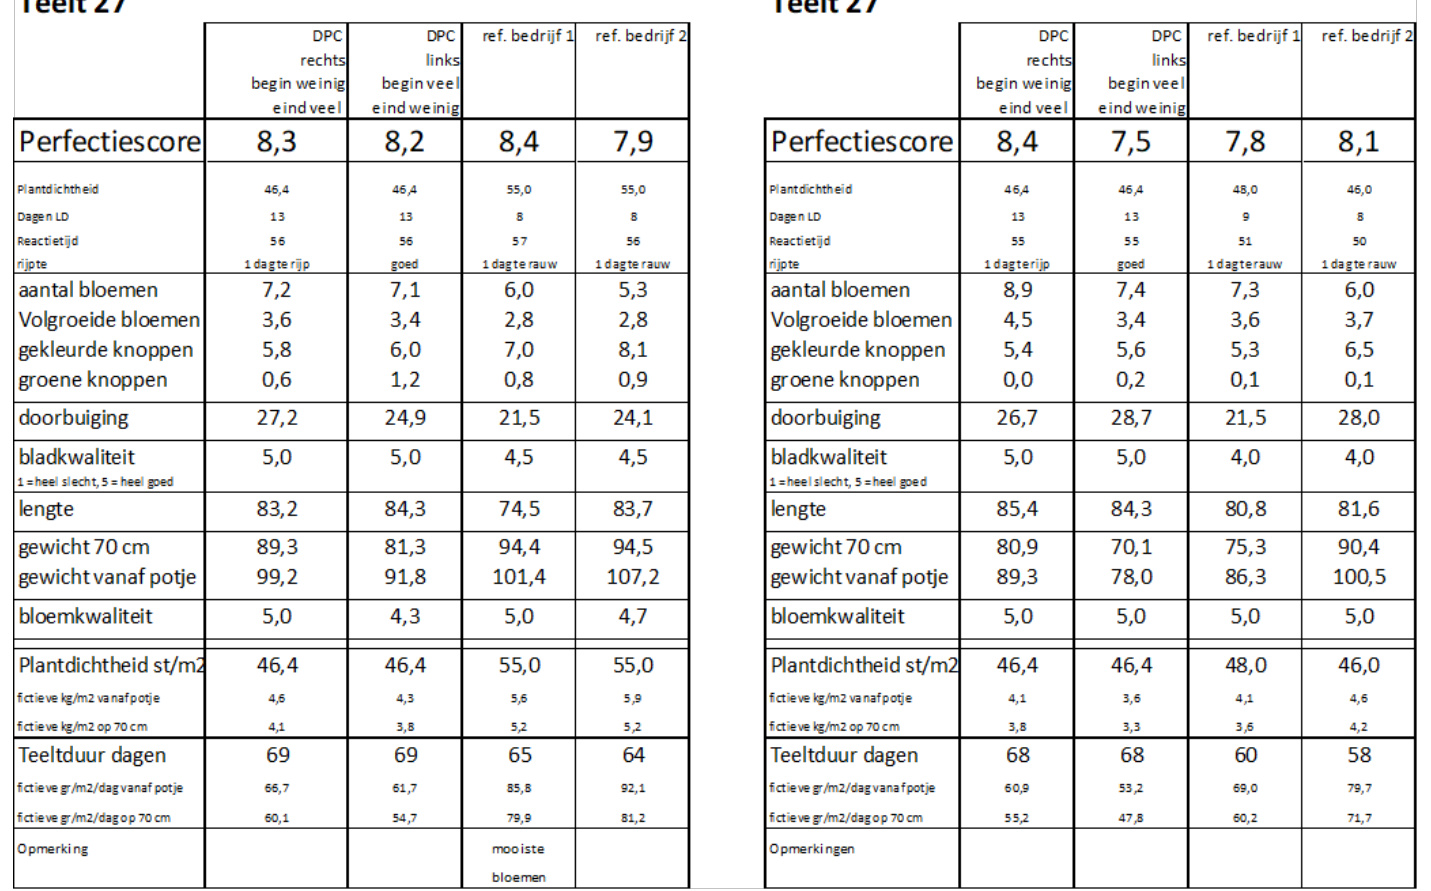 Teelt 27
DPC DPC ref. bedrijf 1 ref. bedrijf 2
rechts links
begin weinig begin veel
eind veel eind weinig
Perfectiescore 8,3 8,2 8,4 7,9
Plantdichtheid 46,4 46,4 55,0 55,0
Dagen LD 13 13 8 8
Reactietijd 56 56 57 56
rijpte 1 dag te rijp goed 1 dag te rauw 1 dag te rauw
aantal bloemen 7,2 7,1 6,0 5,3
Volgroeide bloemen 3,6 3,4 2,8 2,8
gekleurde knoppen 5,8 6,0 7,0 8,1
groene knoppen 0,6 1,2 0,8 0,9
doorbuiging 27,2 24,9 21,5 24,1
bladkwaliteit 5,0 5,0 4,5 4,5
1 = heel slecht, 5 = heel goed
lengte 83,2 84,3 74,5 83,7
gewicht 70 cm 89,3 81,3 94,4 94,5
gewicht vanaf potje 99,2 91,8 101,4 107,2
bloemkwaliteit 5,0 4,3 5,0 4,7
Plantdichtheid st/m2 46,4 46,4 55,0 55,0
fictieve kg/m2 vanaf potje 4,6 4,3 5,6 5,9
fictieve kg/m2 op 70 cm 4,1 3,8 5,2 5,2
Teeltduur dagen 69 69 65 64
fictieve gr/m2/dag vanaf potje 66,7 61,7 85,8 92,1
fictieve gr/m2/dag op 70 cm 60,1 54,7 79,9 81,2
Opmerking mooiste
bloemen
Teelt 27
DPC DPC ref. bedrijf 1 ref. bedrijf 2
rechts links
begin weinig begin veel
eind veel eind weinig
Perfectiescore 8,4 7,5 7,8 8,1
Plantdichtheid 46,4 46,4 48,0 46,0
Dagen LD 13 13 9 8
Reactietijd 55 55 51 50
rijpte 1 dag te rijp goed 1 dag te rauw 1 dag te rauw
aantal bloemen 8,9 7,4 7,3 6,0
Volgroeide bloemen 4,5 3,4 3,6 3,7
gekleurde knoppen 5,4 5,6 5,3 6,5
groene knoppen 0,0 0,2 0,1 0,1
doorbuiging 26,7 28,7 21,5 28,0
bladkwaliteit 5,0 5,0 4,0 4,0
1 = heel slecht, 5 = heel goed
lengte 85,4 84,3 80,8 81,6
gewicht 70 cm 80,9 70,1 75,3 90,4
gewicht vanaf potje 89,3 78,0 86,3 100,5
bloemkwaliteit 5,0 5,0 5,0 5,0
Plantdichtheid st/m2 46,4 46,4 48,0 46,0
fictieve kg/m2 vanaf potje 4,1 3,6 4,1 4,6
fictieve kg/m2 op 70 cm 3,8 3,3 3,6 4,2
Teeltduur dagen 68 68 60 58
fictieve gr/m2/dag vanaf potje 60,9 53,2 69,0 79,7
fictieve gr/m2/dag op 70 cm 55,2 47,8 60,2 71,7
Opmerkingen